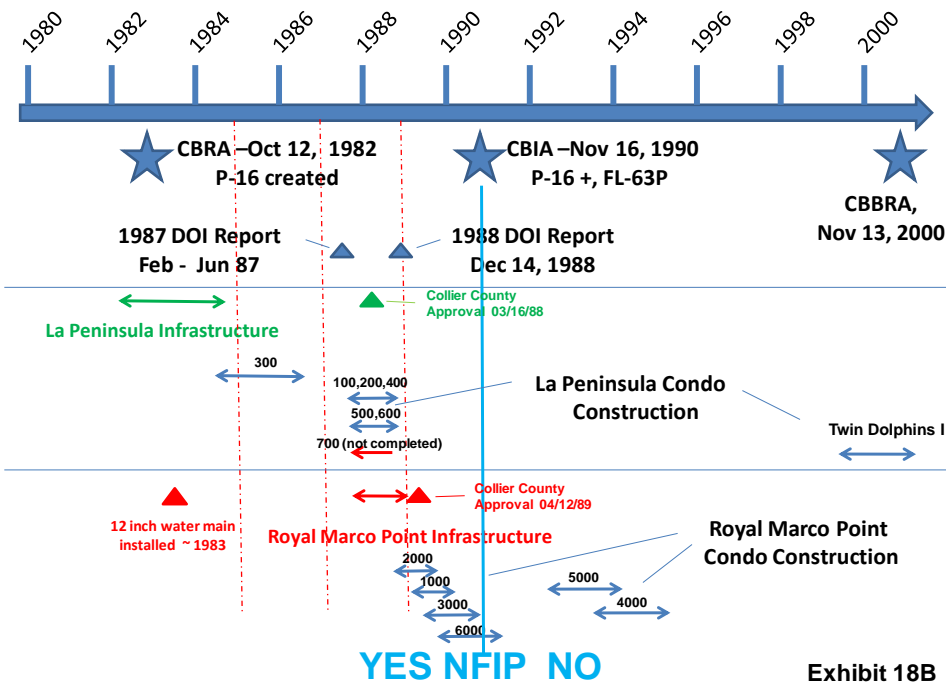 1980
1982
1984
1986
1988
1990
1992
1994
1996
1998
2000
CBRA –Oct 12, 1982
P-16 created
CBIA –Nov 16, 1990
P-16 +, FL-63P
CBBRA,
Nov 13, 2000
1987 DOI Report
Feb - Jun 87
1988 DOI Report
Dec 14, 1988
Collier County
Approval 03/16/88
La Peninsula Infrastructure
300
100,200,400
500,600
700 (not completed)
La Peninsula Condo
Construction
Twin Dolphins I
12 inch water main
installed ~ 1983
Collier County
Approval 04/12/89
Royal Marco Point Infrastructure
Royal Marco Point
Condo Construction
2000
1000
3000
6000
5000
4000
YES NFIP NO
Exhibit 18B